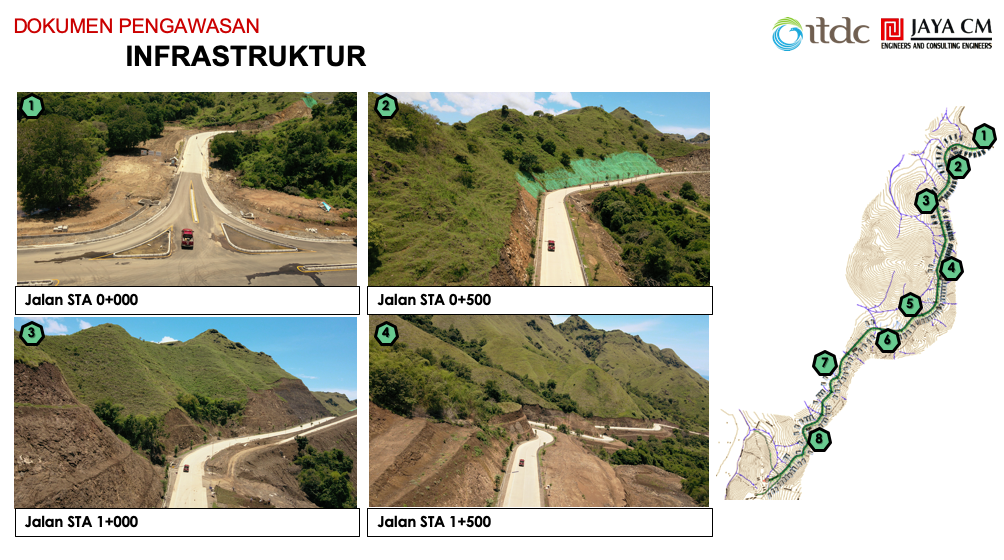 DOKUMEN PENGAWASAN
INFRASTRUKTUR
itdc
JAYA CM
ENGINEERS AND CONSULTING ENGINEERS
1
2
Jalan STA 0+000
Jalan STA 0+500
3
4
Jalan STA 1+000
Jalan STA 1+500
1
2
3
4
5
6
7
8